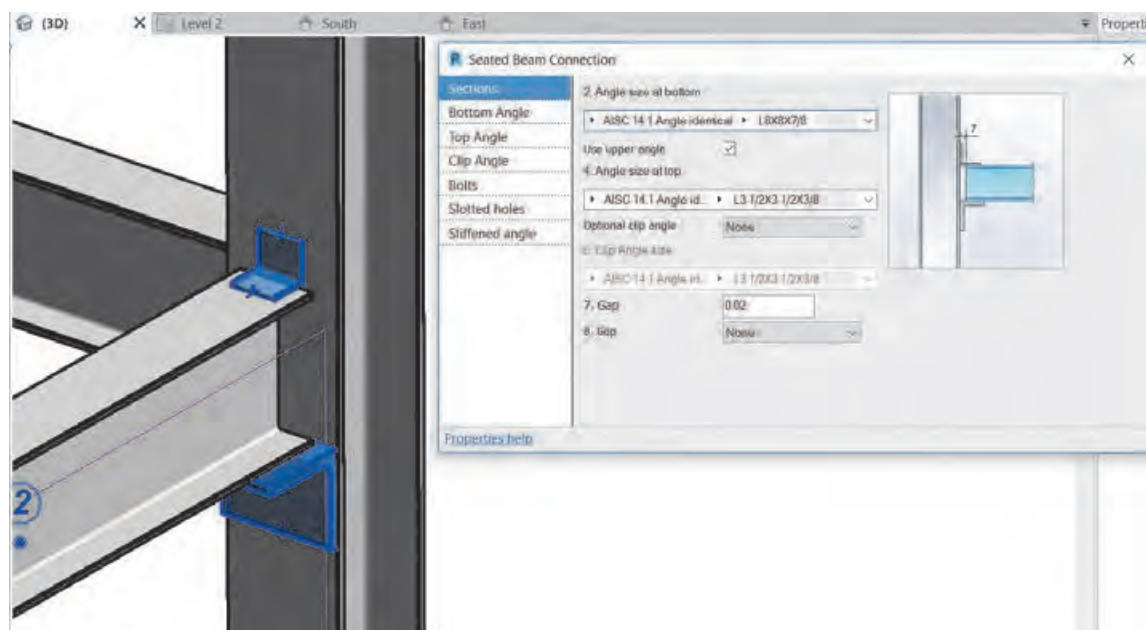 (3D)
Level 2
South
East
Properti
R Seated Beam Connection
Sections
2. Angle size at bottom
Bottom Angle
AISC 14.1 Angle identical
L8X8X7/8
Top Angle
Use upper angle
Clip Angle
4. Angle size at top
Bolts
AISC 14.1 Angle id...
L3 1/2X3 1/2X3/8
Slotted holes
Optional clip angle
None
Stiffened angle
Clip Angle size
AISC 14.1 Angle id...
L3 1/2X3 1/2X3/8
7. Gap
0.02
8. Gap
None
7
Properties help
2